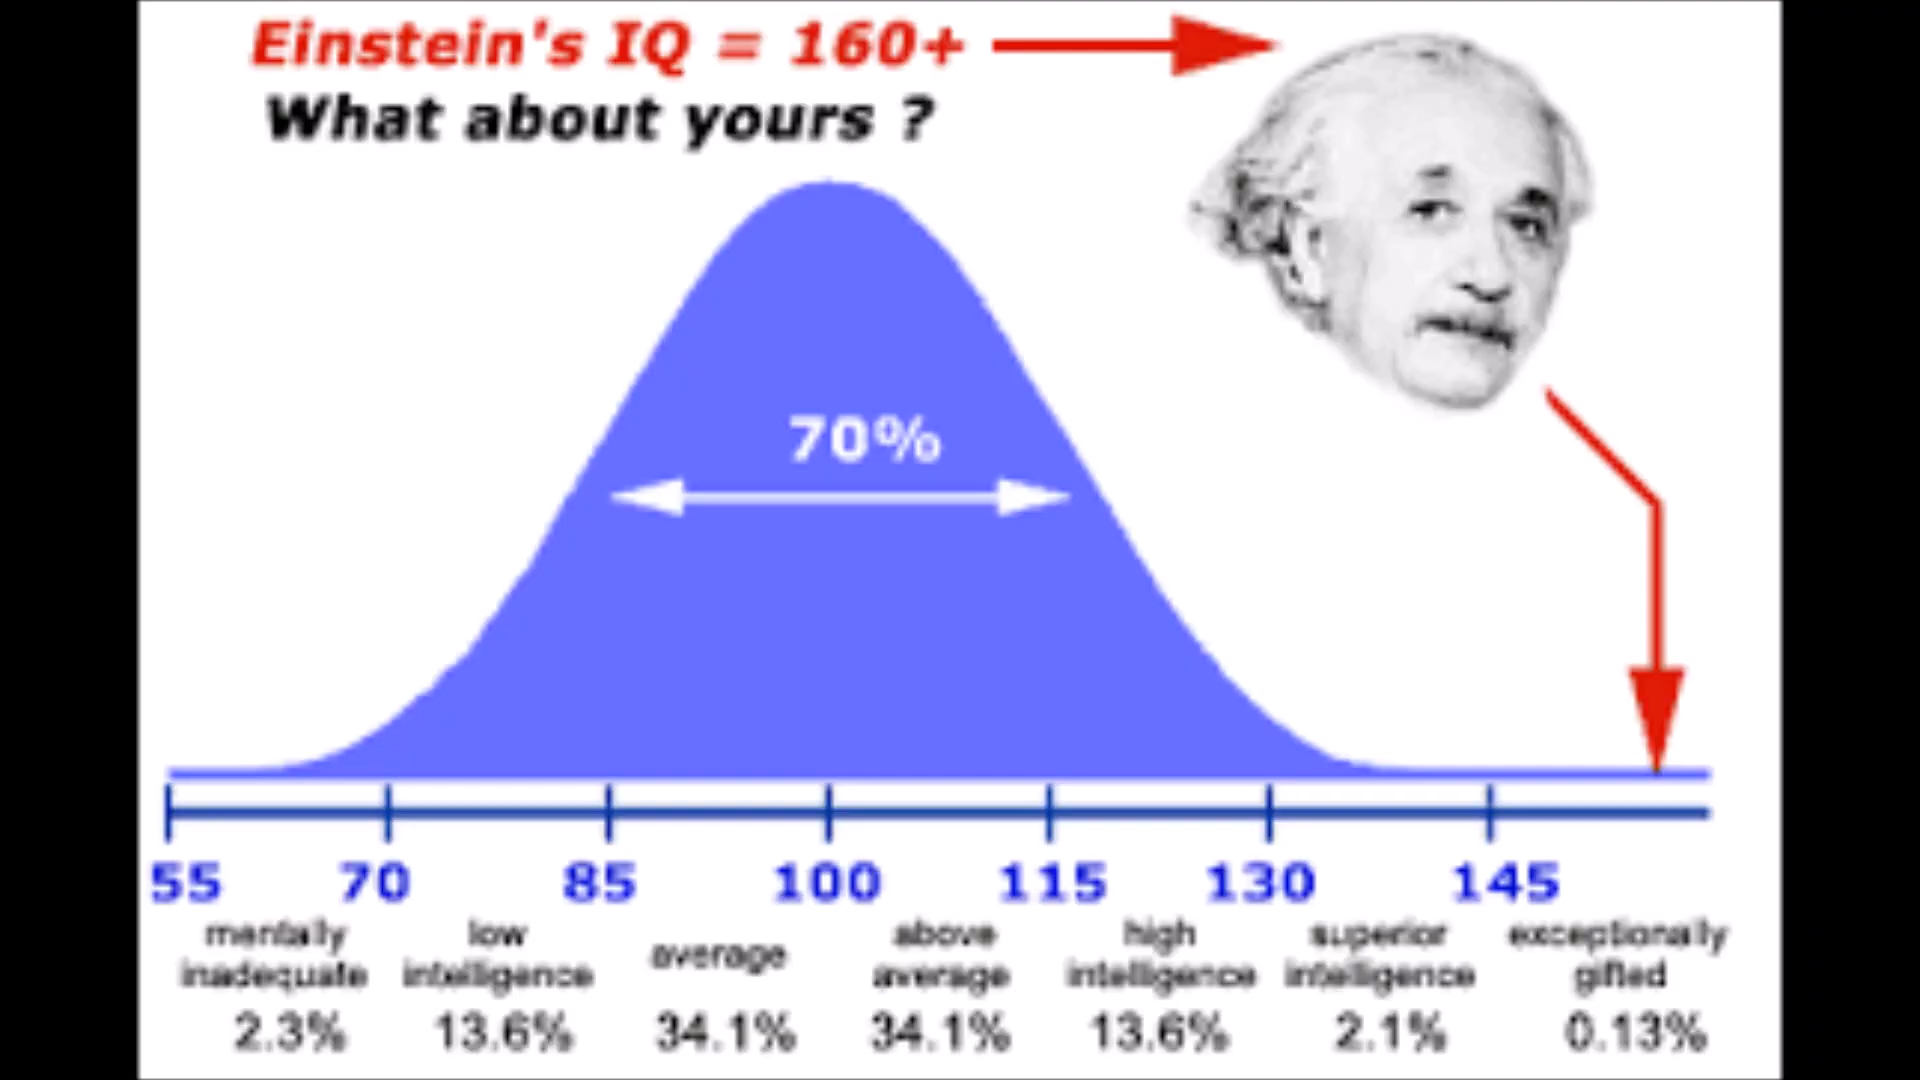 Einstein's IQ = 160+
What about yours ?
70%
55 70 85 100 115 130 145
mentally inadequate
low intelligence
average
above average
high intelligence
superior intelligence
exceptionally gifted
2.3% 13.6% 34.1% 34.1% 13.6% 2.1% 0.13%